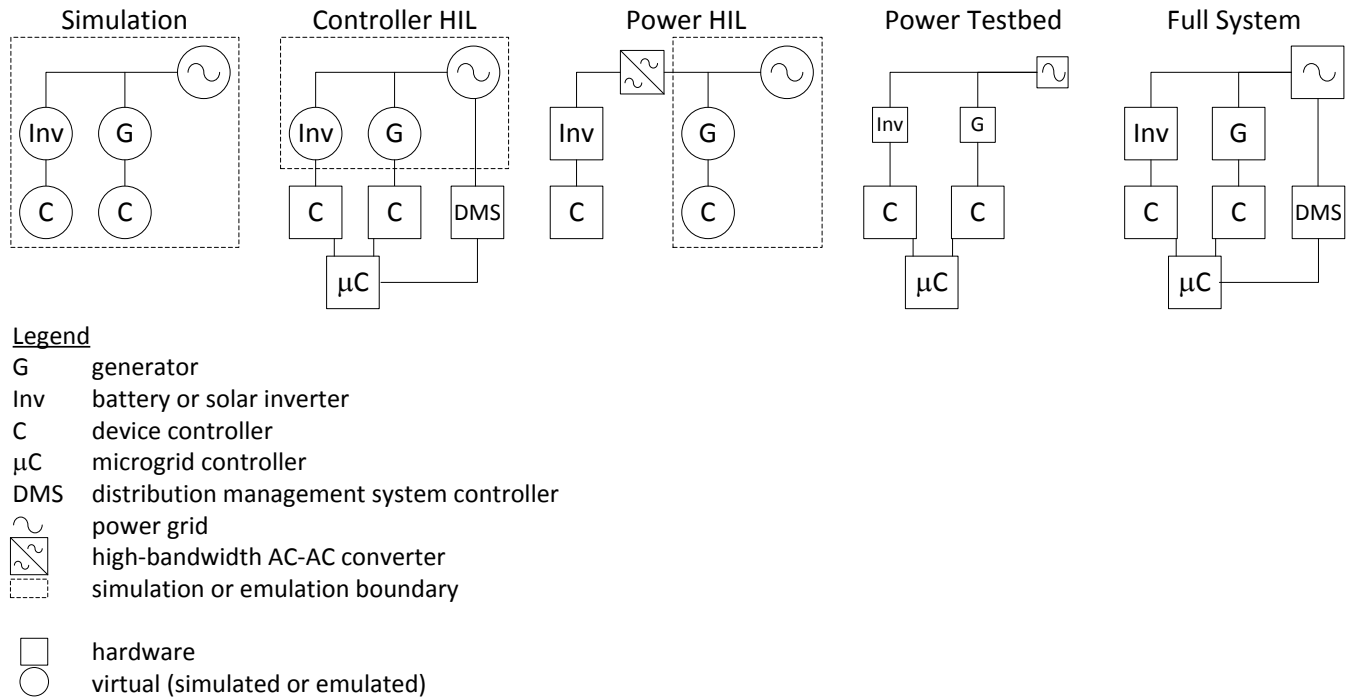 Simulation
Controller HIL
Power HIL
Power Testbed
Full System
Inv
G
C
C
Inv
G
C
C
DMS
μC
Inv
G
C
C
Inv
G
C
C
μC
Inv
G
C
C
DMS
μC
Legend
G generator
Inv battery or solar inverter
C device controller
μC microgrid controller
DMS distribution management system controller
power grid
high-bandwidth AC-AC converter
simulation or emulation boundary
hardware
virtual (simulated or emulated)